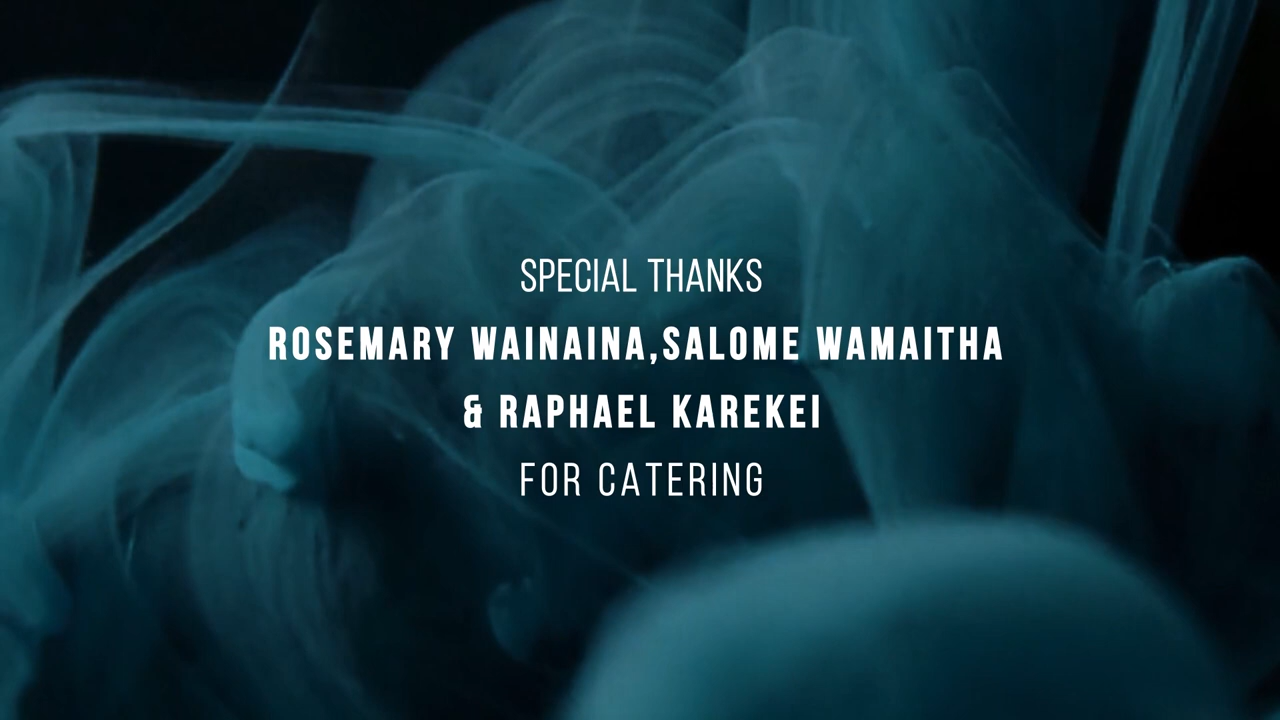 SPECIAL THANKS
ROSEMARY WAINAINA,SALOME WAMAITHA
& RAPHAEL KAREKEI
FOR CATERING